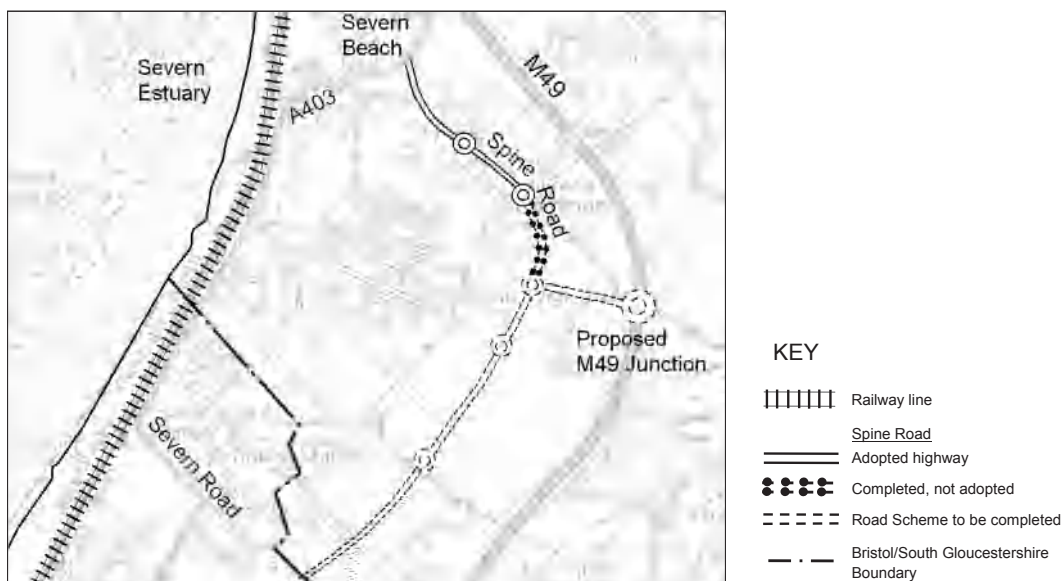 Severn
Beach
Severn
Estuary
A403
M49
Spine Road
Proposed
M49 Junction
Severn Road
KEY
Railway line
Spine Road
Adopted highway
Completed, not adopted
Road Scheme to be completed
Bristol/South Gloucestershire
Boundary